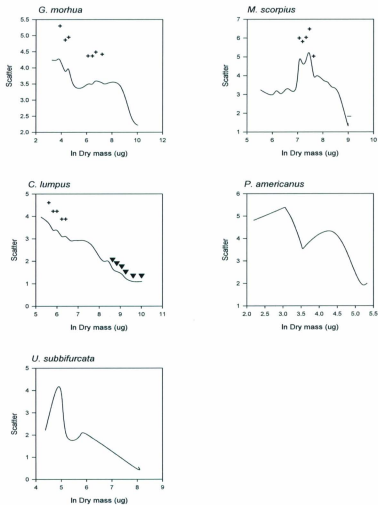 G. morhua
5.5
5.0
4.5
4.0
3.5
3.0
2.5
2.0
Scatter
2 4 6 8 10 12
ln Dry mass (ug)
M. scorpius
7
6
5
4
3
2
1
Scatter
5 6 7 8 9 10
ln Dry mass (ug)
C. lumpus
5
4
3
2
1
0
Scatter
5 6 7 8 9 10 11
ln Dry mass (ug)
P. americanus
6
5
4
3
2
1
Scatter
2.0 2.5 3.0 3.5 4.0 4.5 5.0 5.5
ln Dry mass (ug)
U. subbifurcata
5
4
3
2
1
0
Scatter
4 5 6 7 8 9
ln Dry mass (ug)